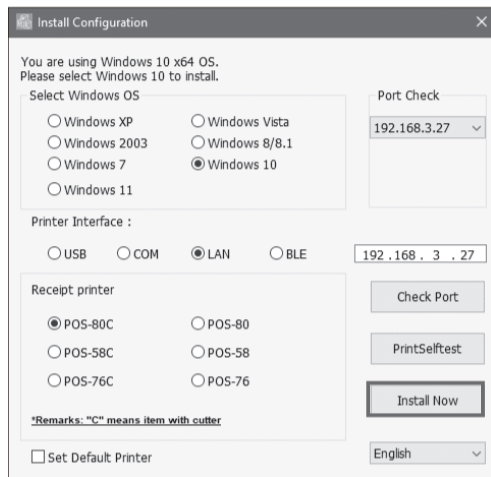 Install Configuration
You are using Windows 10 x64 OS.
Please select Windows 10 to install.
Select Windows OS
Port Check
Windows XP
Windows Vista
192.168.3.27
Windows 2003
Windows 8/8.1
Windows 7
Windows 10
Windows 11
Printer Interface :
USB
COM
LAN
BLE
192 .168 . 3 . 27
Receipt printer
Check Port
POS-80C
POS-80
POS-58C
POS-58
PrintSelftest
POS-76C
POS-76
Install Now
*Remarks: "C" means item with cutter
Set Default Printer
English